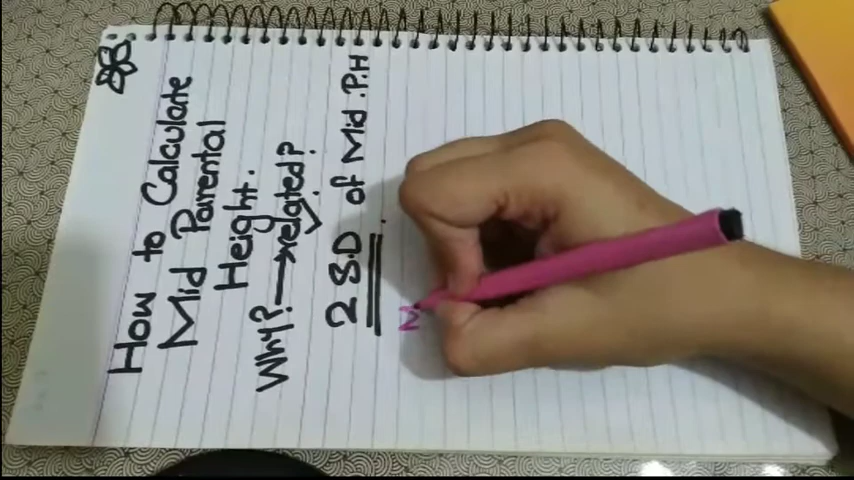 How to Calculate
Mid Parental
Height.
Why? → related?
2 S.D of Mid .P.H